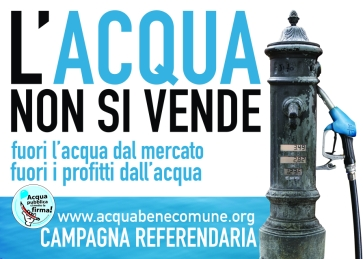 L'ACQUA
NON SI VENDE
fuori l'acqua dal mercato
fuori i profitti dall'acqua
Acqua
pubblica
firma!
www.acquabenecomune.org
CAMPAGNA REFERENDARIA